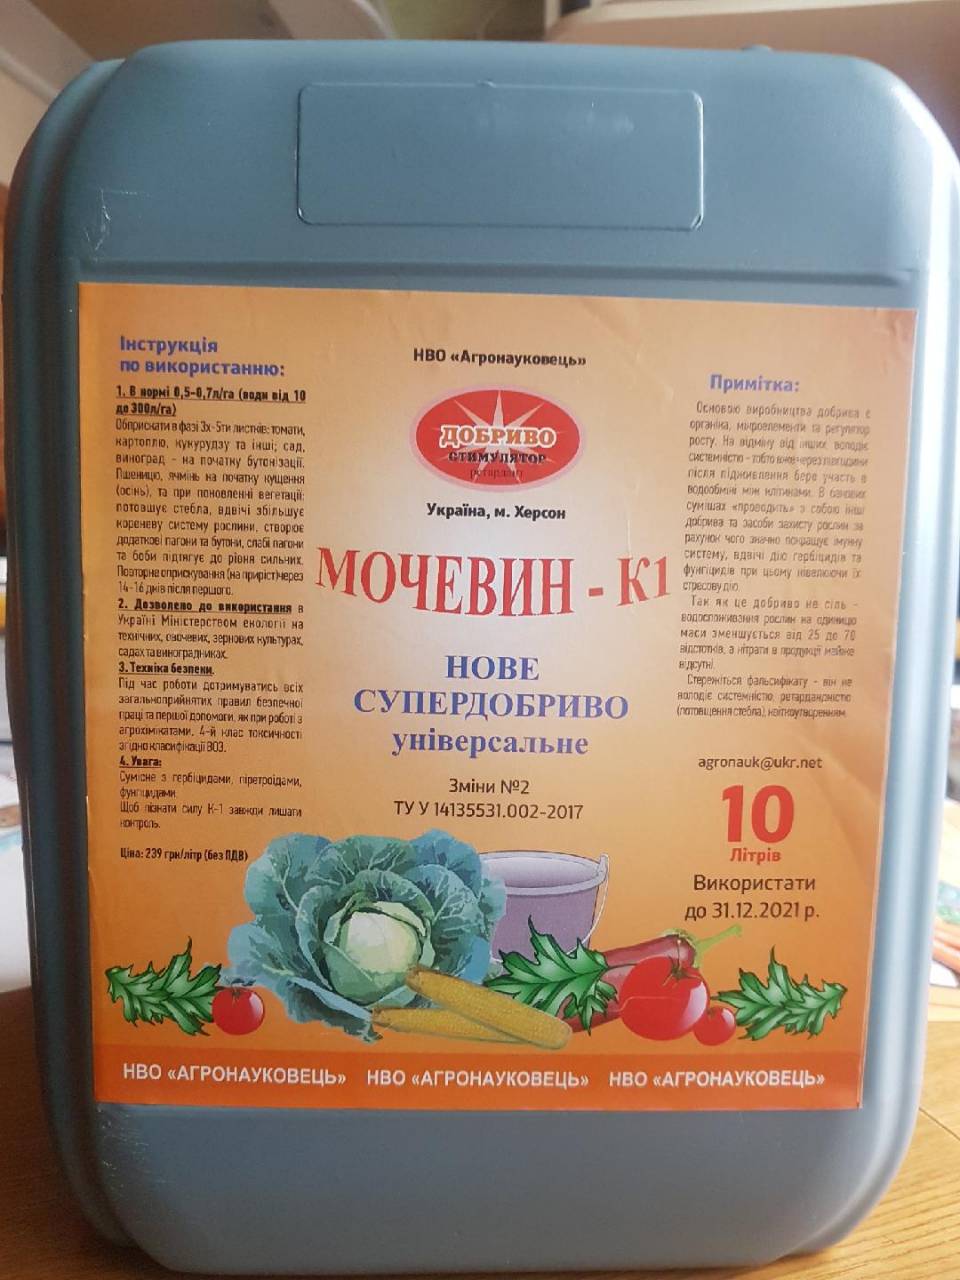 Інструкція
по використанню:
1. В нормі 0,5-0,7л/га (води від 10
до 300л/га)
Обприскати в фазі 3х-5ти листків: томати,
картоплю, кукурудзу та інші; сад,
виноград - на початку бутонізації.
Пшеницю, ячмінь на початку кущення
(осінь), та при поновленні вегетації:
потовщує стебла, вдвічі збільшує
кореневу систему рослини, створює
додаткові пагони та бутони, слабі пагони
та боби підтягує до рівня сильних.
Повторне оприскування (на приріст) через
14-16 днів після першого.
2. Дозволено до використання в
Україні Міністерством екології на
технічних, овочевих, зернових культурах,
садах та виноградниках.
3. Техніка безпеки.
Під час роботи дотримуватись всіх
загальноприйнятих правил безпечної
праці та першої допомоги, як при роботі з
агрохімікатами. 4-й клас токсичності
згідно класифікації ВОЗ.
4. Увага:
Сумісне з гербіцидами, піретроїдами,
фунгіцидами.
Щоб пізнати силу К-1 завжди лишати
контроль.
Ціна: 239 грн/літр (без ПДВ)
НВО «Агронауковець»
ДОБРИВО
СТИМУЛЯТОР
ретардант
Україна, м. Херсон
МОЧЕВИН - К1
НОВЕ
СУПЕРДОБРИВО
універсальне
Зміни №2
ТУ У 14135531.002-2017
Примітка:
Основою виробництва добрива є
органіка, мікроелементи та регулятор
росту. На відміну від інших володіє
системністю - тобто вже через півгодини
після підживлення бере участь в
водообміні між клітинами. В бакових
сумішах «проводить» з собою інші
добрива та засоби захисту рослин за
рахунок чого значно покращує імунну
систему, вдвічі дію гербіцидів та
фунгіцидів при цьому нівелюючи їх
стресову дію.
Так як це добриво не сіль -
водоспоживання рослин на одиницю
маси зменшується від 25 до 70
відстотків, а нітрати в продукції майже
відсутні.
Стережіться фальсифікату - він не
володіє системністю, ретардантністю
(потовщення стебла), квіткоутворенням.
agronauk@ukr.net
10
Літрів
Використати
до 31.12.2021 р.
НВО «АГРОНАУКОВЕЦЬ» НВО «АГРОНАУКОВЕЦЬ» НВО «АГРОНАУКОВЕЦЬ»